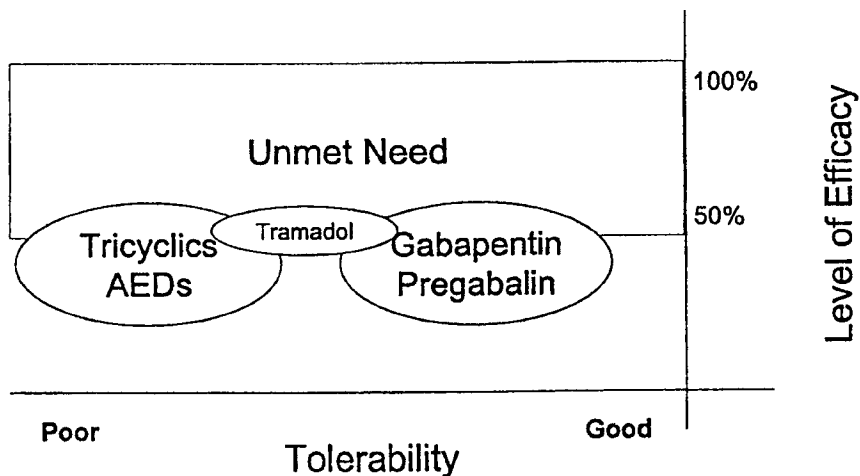 100%
Unmet Need
50%
Tramadol
Tricyclics
AEDs
Gabapentin
Pregabalin
Level of Efficacy
Poor
Good
Tolerability